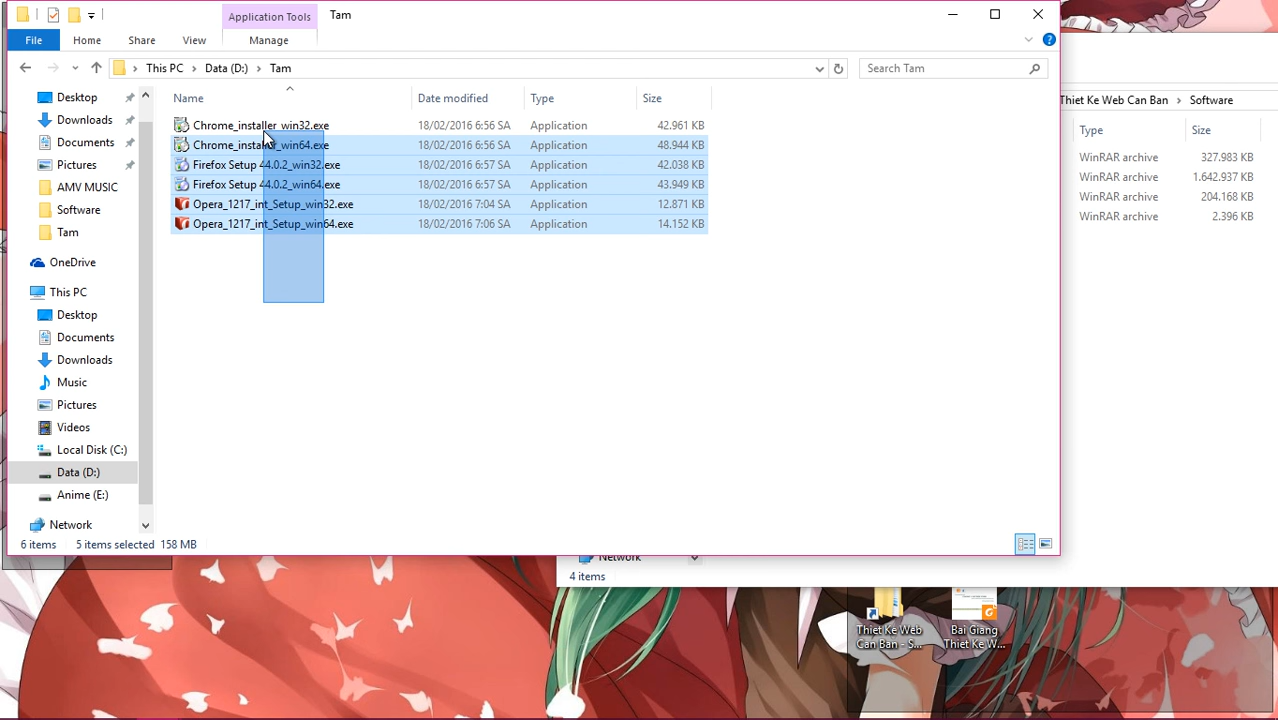 Application Tools
Tam
File
Home
Share
View
Manage
This PC
Data (D:)
Tam
Search Tam
Thiet Ke Web Can Ban
Software
Name
Date modified
Type
Size
Chrome_installer_win32.exe
18/02/2016 6:56 SA
Application
42.961 KB
Chrome_installer_win64.exe
18/02/2016 6:56 SA
Application
48.944 KB
Firefox Setup 44.0.2_win32.exe
18/02/2016 6:57 SA
Application
42.038 KB
Firefox Setup 44.0.2_win64.exe
18/02/2016 6:57 SA
Application
43.949 KB
Opera_1217_int_Setup_win32.exe
18/02/2016 7:04 SA
Application
12.871 KB
Opera_1217_int_Setup_win64.exe
18/02/2016 7:06 SA
Application
14.152 KB
Type
Size
WinRAR archive
327.983 KB
WinRAR archive
1.642.937 KB
WinRAR archive
204.168 KB
WinRAR archive
2.396 KB
Desktop
Downloads
Documents
Pictures
AMV MUSIC
Software
Tam
OneDrive
This PC
Desktop
Documents
Downloads
Music
Pictures
Videos
Local Disk (C:)
Data (D:)
Anime (E:)
Network
6 items
5 items selected
158 MB
Network
4 items
Thiet Ke Web
Can Ban - S...
Bai Giang
Thiet Ke W...